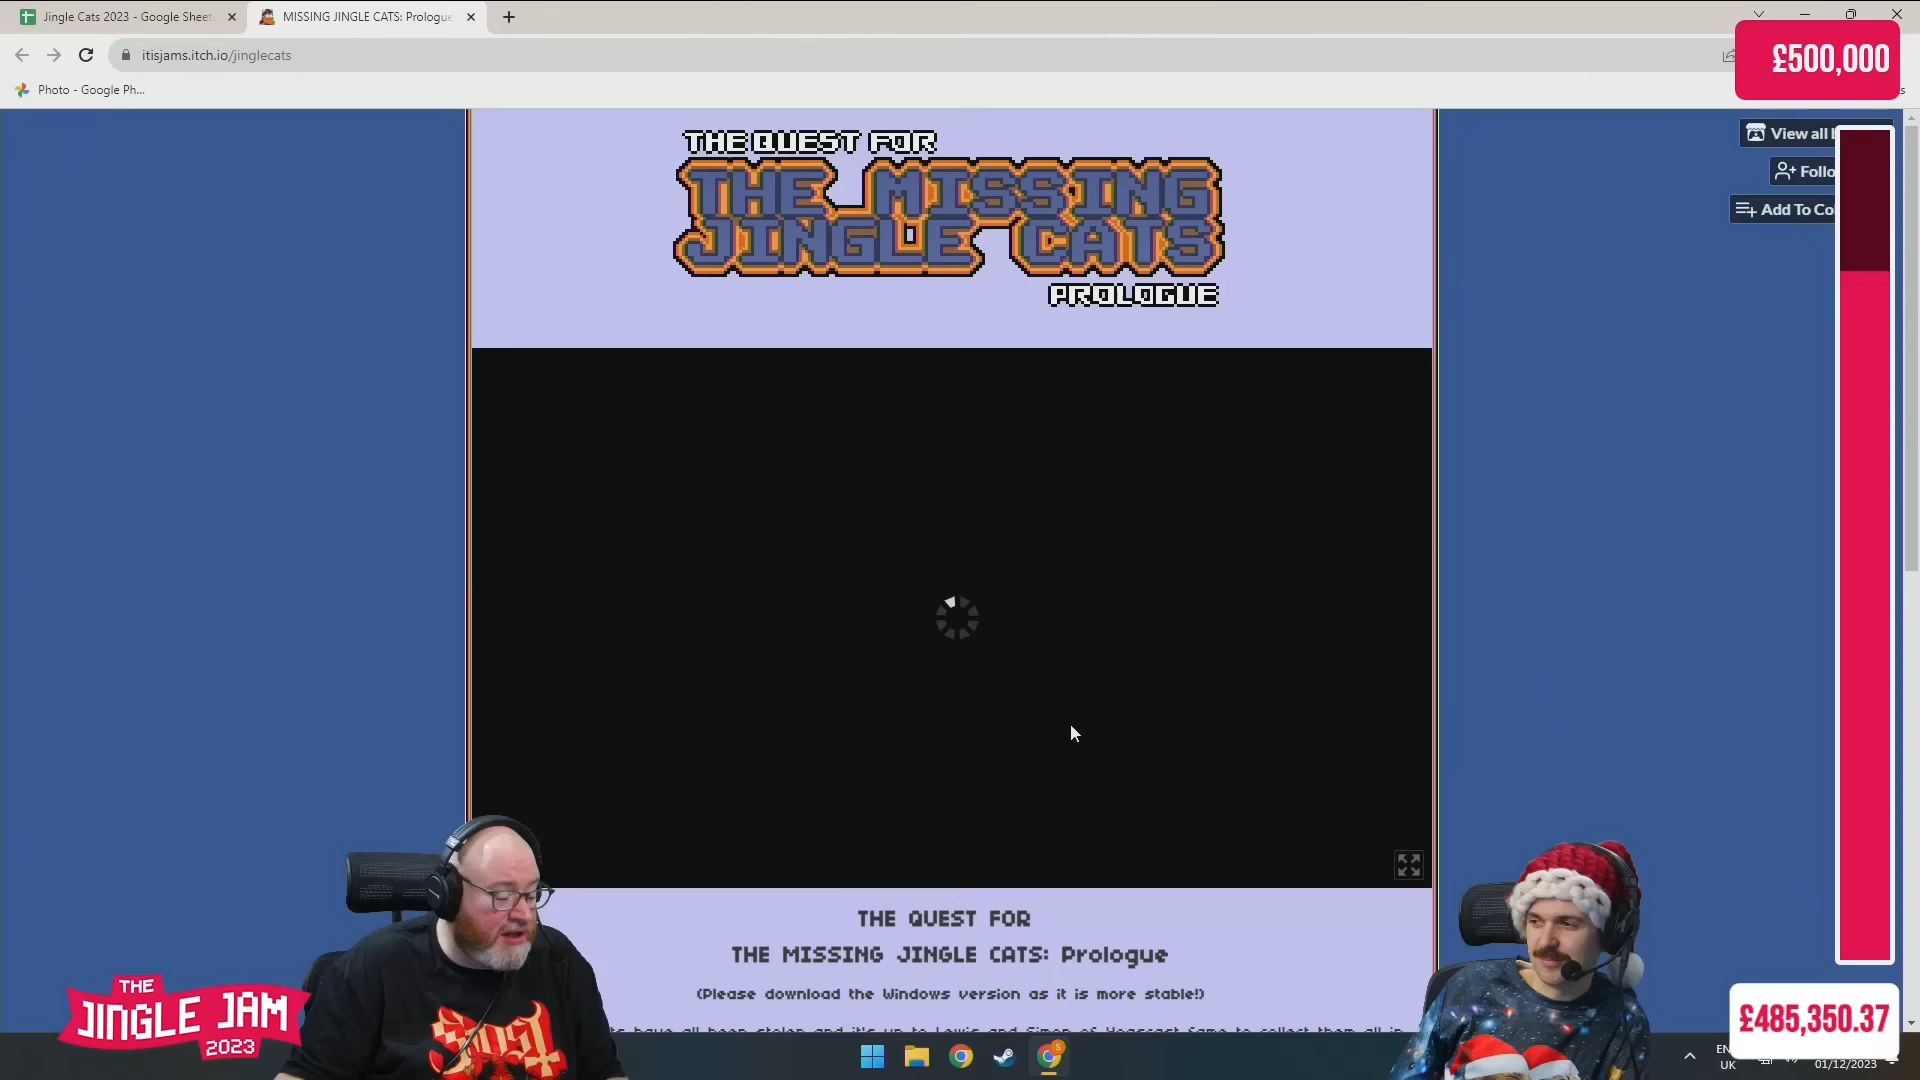 Jingle Cats 2023 - Google Sheet
MISSING JINGLE CATS: Prologue
itisjams.itch.io/jinglecats
£500,000
Photo - Google Ph...
THE QUEST FOR
THE MISSING
JINGLE CATS
PROLOGUE
View all
Follo
Add To Co
THE QUEST FOR
THE MISSING JINGLE CATS: Prologue
(Please download the Windows version as it is more stable!)
THE
JINGLE JAM
2023
£485,350.37
UK
01/12/2023